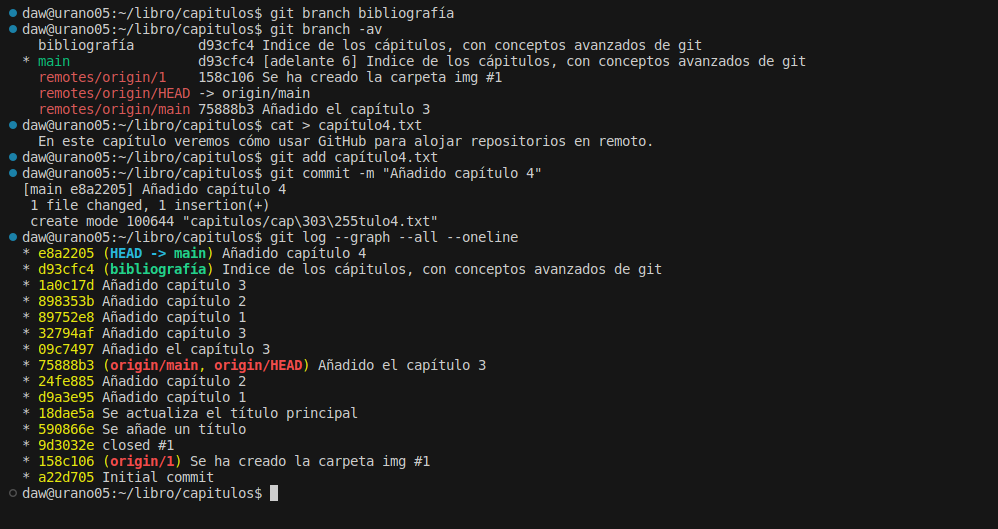 daw@urano05:~/libro/capitulos$ git branch bibliografía
daw@urano05:~/libro/capitulos$ git branch -av
  bibliografía        d93cfc4 Indice de los cápitulos, con conceptos avanzados de git
* main                d93cfc4 [adelante 6] Indice de los cápitulos, con conceptos avanzados de git
  remotes/origin/1    158c106 Se ha creado la carpeta img #1
  remotes/origin/HEAD -> origin/main
  remotes/origin/main 75888b3 Añadido el capítulo 3
daw@urano05:~/libro/capitulos$ cat > capítulo4.txt
  En este capítulo veremos cómo usar GitHub para alojar repositorios en remoto.
daw@urano05:~/libro/capitulos$ git add capítulo4.txt
daw@urano05:~/libro/capitulos$ git commit -m "Añadido capítulo 4"
[main e8a2205] Añadido capítulo 4
 1 file changed, 1 insertion(+)
 create mode 100644 "capitulos/cap\303\255tulo4.txt"
daw@urano05:~/libro/capitulos$ git log --graph --all --oneline
* e8a2205 (HEAD -> main) Añadido capítulo 4
* d93cfc4 (bibliografía) Indice de los cápitulos, con conceptos avanzados de git
* 1a0c17d Añadido capítulo 3
* 898353b Añadido capítulo 2
* 89752e8 Añadido capítulo 1
* 32794af Añadido capítulo 3
* 09c7497 Añadido el capítulo 3
* 75888b3 (origin/main, origin/HEAD) Añadido el capítulo 3
* 24fe885 Añadido capítulo 2
* d9a3e95 Añadido capítulo 1
* 18dae5a Se actualiza el título principal
* 590866e Se añade un título
* 9d3032e closed #1
* 158c106 (origin/1) Se ha creado la carpeta img #1
* a22d705 Initial commit
daw@urano05:~/libro/capitulos$